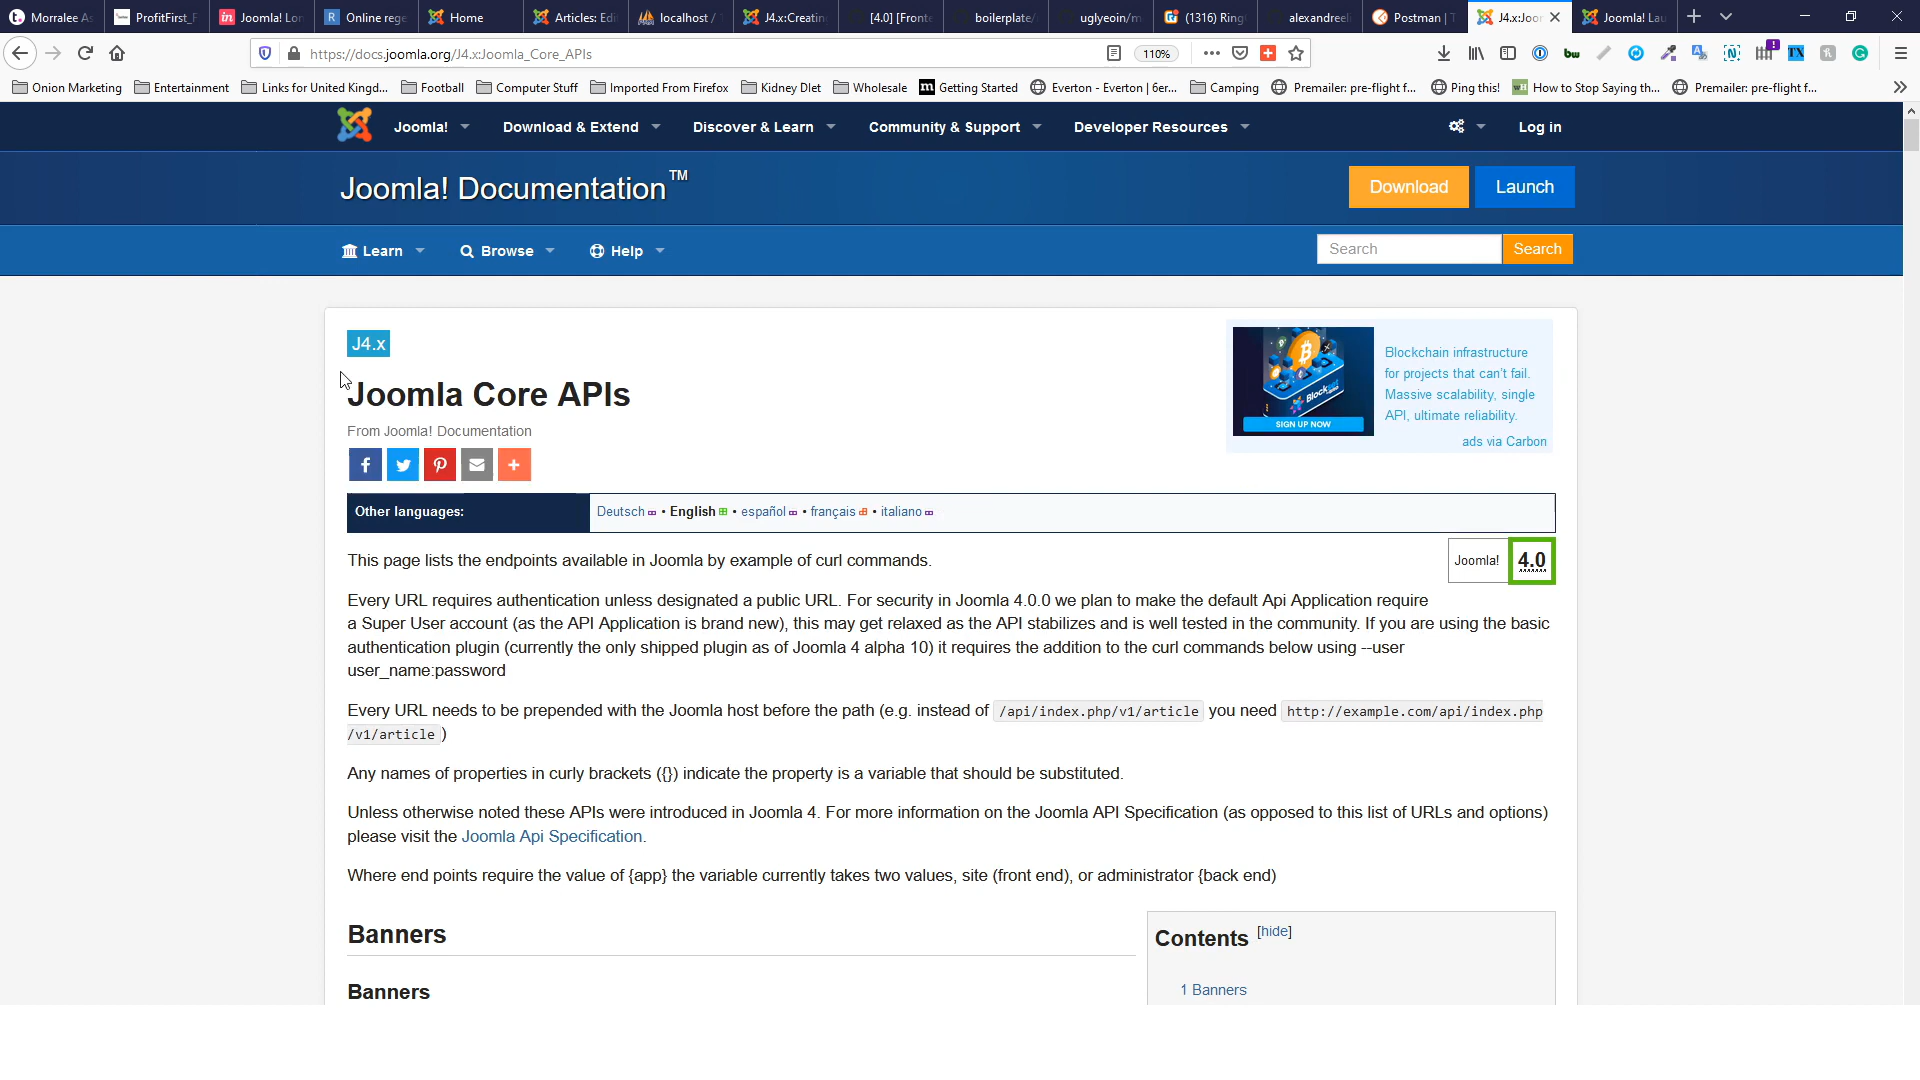 Morralee As
ProfitFirst_F
Joomla! Lon
Online rege
Home
Articles: Edi
localhost /
J4.x:Creatin
[4.0] [Fronte
boilerplate/
uglyeoin/m
(1316) Ring
alexandreeli
Postman | T
J4.x:Joor
Joomla! Lau
https://docs.joomla.org/J4.x:Joomla_Core_APIs
110%
Onion Marketing
Entertainment
Links for United Kingd...
Football
Computer Stuff
Imported From Firefox
Kidney DIet
Wholesale
Getting Started
Everton - Everton | 6er...
Camping
Premailer: pre-flight f...
Ping this!
How to Stop Saying th...
Premailer: pre-flight f...
Joomla!
Download & Extend
Discover & Learn
Community & Support
Developer Resources
Log in
Joomla! Documentation™
Download
Launch
Learn
Browse
Help
Search
Search
J4.x
Joomla Core APIs
From Joomla! Documentation
Blockset
SIGN UP NOW
Blockchain infrastructure
for projects that can't fail.
Massive scalability, single
API, ultimate reliability.
ads via Carbon
Other languages:
Deutsch • English • español • français • italiano
This page lists the endpoints available in Joomla by example of curl commands.
Joomla! 4.0
Every URL requires authentication unless designated a public URL. For security in Joomla 4.0.0 we plan to make the default Api Application require
a Super User account (as the API Application is brand new), this may get relaxed as the API stabilizes and is well tested in the community. If you are using the basic
authentication plugin (currently the only shipped plugin as of Joomla 4 alpha 10) it requires the addition to the curl commands below using --user
user_name:password
Every URL needs to be prepended with the Joomla host before the path (e.g. instead of /api/index.php/v1/article you need http://example.com/api/index.php
/v1/article )
Any names of properties in curly brackets ({}) indicate the property is a variable that should be substituted.
Unless otherwise noted these APIs were introduced in Joomla 4. For more information on the Joomla API Specification (as opposed to this list of URLs and options)
please visit the Joomla Api Specification.
Where end points require the value of {app} the variable currently takes two values, site (front end), or administrator {back end)
Banners
Contents [hide]
1 Banners
Banners